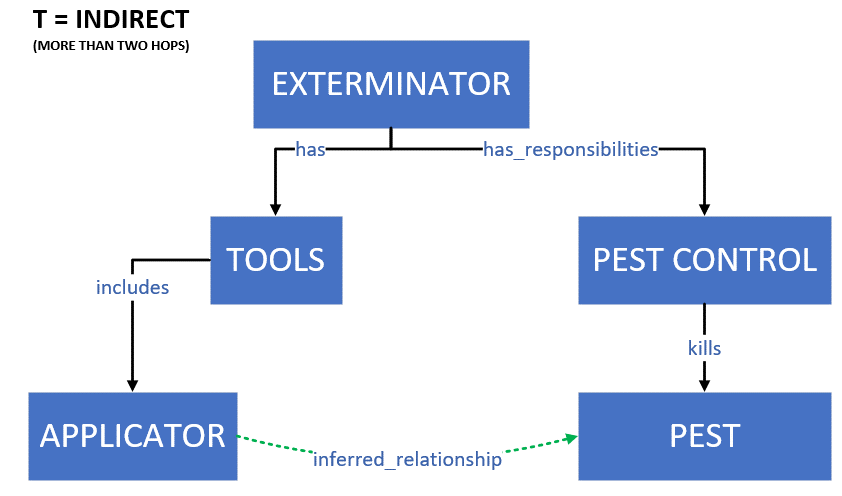 T = INDIRECT
(MORE THAN TWO HOPS)
EXTERMINATOR
has
has_responsibilities
TOOLS
PEST CONTROL
includes
kills
APPLICATOR
PEST
inferred_relationship